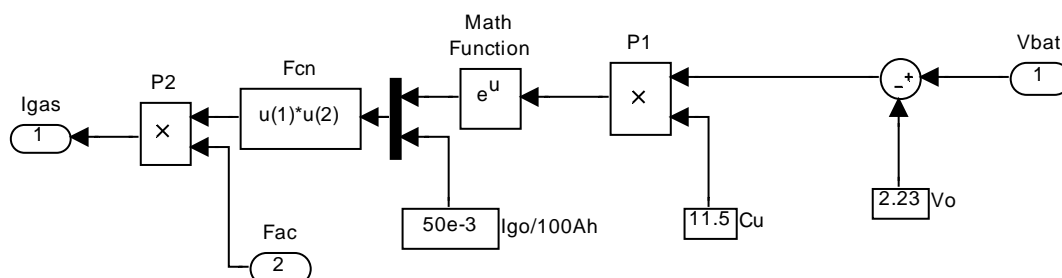 Math
Function
P1
Vbat
1
+
-
Fcn
P2
Igas
1
×
u(1)*u(2)
e^u
×
50e-3
Igo/100Ah
11.5
Cu
2.23
Vo
Fac
2